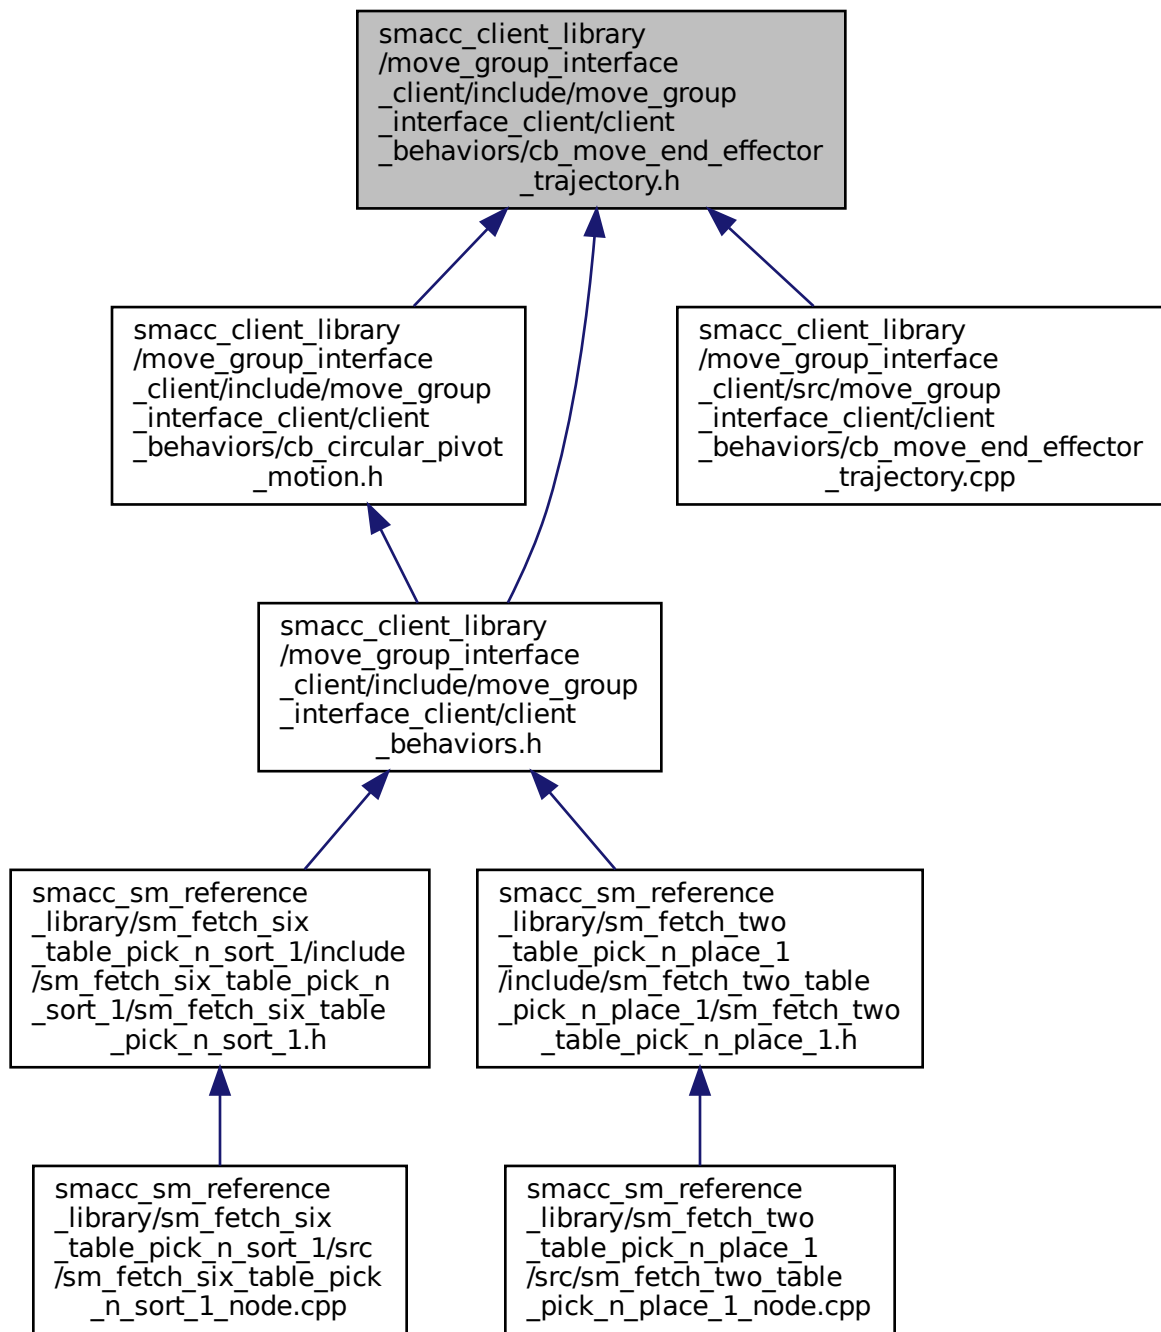 smacc_client_library
/move_group_interface
_client/include/move_group
_interface_client/client
_behaviors/cb_move_end_effector
_trajectory.h
smacc_client_library
/move_group_interface
_client/include/move_group
_interface_client/client
_behaviors/cb_circular_pivot
_motion.h
smacc_client_library
/move_group_interface
_client/src/move_group
_interface_client/client
_behaviors/cb_move_end_effector
_trajectory.cpp
smacc_client_library
/move_group_interface
_client/include/move_group
_interface_client/client
_behaviors.h
smacc_sm_reference
_library/sm_fetch_six
_table_pick_n_sort_1/include
/sm_fetch_six_table_pick_n
_sort_1/sm_fetch_six_table
_pick_n_sort_1.h
smacc_sm_reference
_library/sm_fetch_two
_table_pick_n_place_1
/include/sm_fetch_two_table
_pick_n_place_1/sm_fetch_two
_table_pick_n_place_1.h
smacc_sm_reference
_library/sm_fetch_six
_table_pick_n_sort_1/src
/sm_fetch_six_table_pick
_n_sort_1_node.cpp
smacc_sm_reference
_library/sm_fetch_two
_table_pick_n_place_1
/src/sm_fetch_two_table
_pick_n_place_1_node.cpp